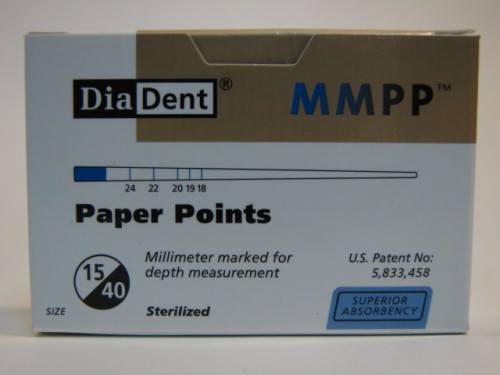 DiaDent® MMPP™
24 22 20 19 18
Paper Points
15/40
Millimeter marked for
depth measurement
U.S. Patent No:
5,833,458
SIZE
Sterilized
SUPERIOR
ABSORBENCY